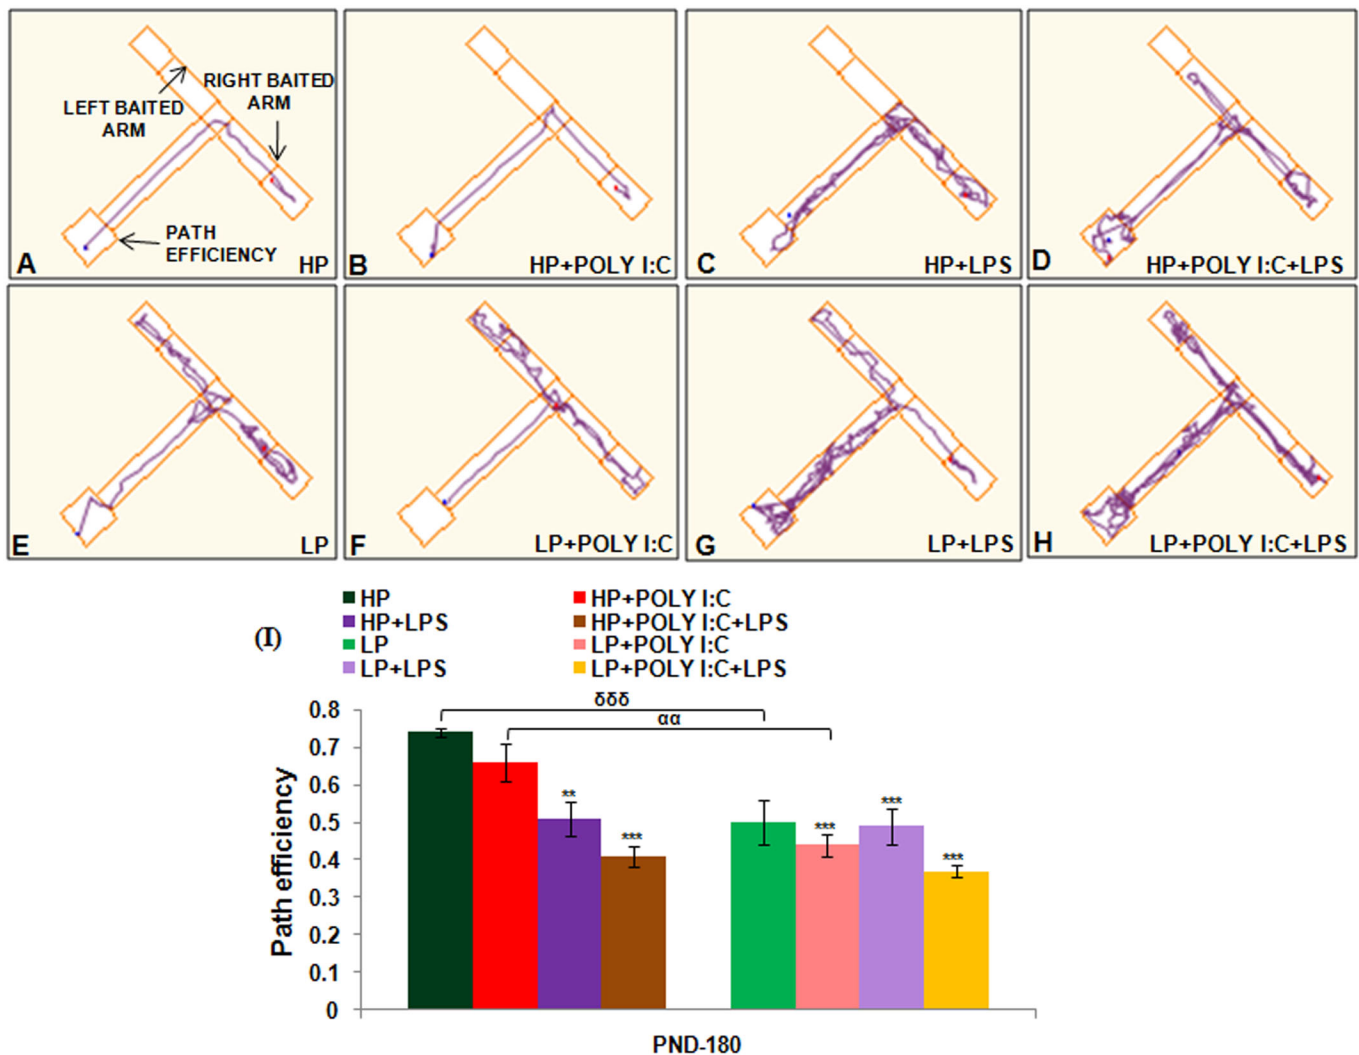 LEFT BAITED
ARM
RIGHT BAITED
ARM
PATH
EFFICIENCY
A
HP
B
HP+POLY I:C
C
HP+LPS
D
HP+POLY I:C+LPS
E
LP
F
LP+POLY I:C
G
LP+LPS
H
LP+POLY I:C+LPS
(I)
HP
HP+POLY I:C
HP+LPS
HP+POLY I:C+LPS
LP
LP+POLY I:C
LP+LPS
LP+POLY I:C+LPS
δδδ
αα
0.8
0.7
0.6
0.5
0.4
0.3
0.2
0.1
0
Path efficiency
**
***
***
***
***
PND-180